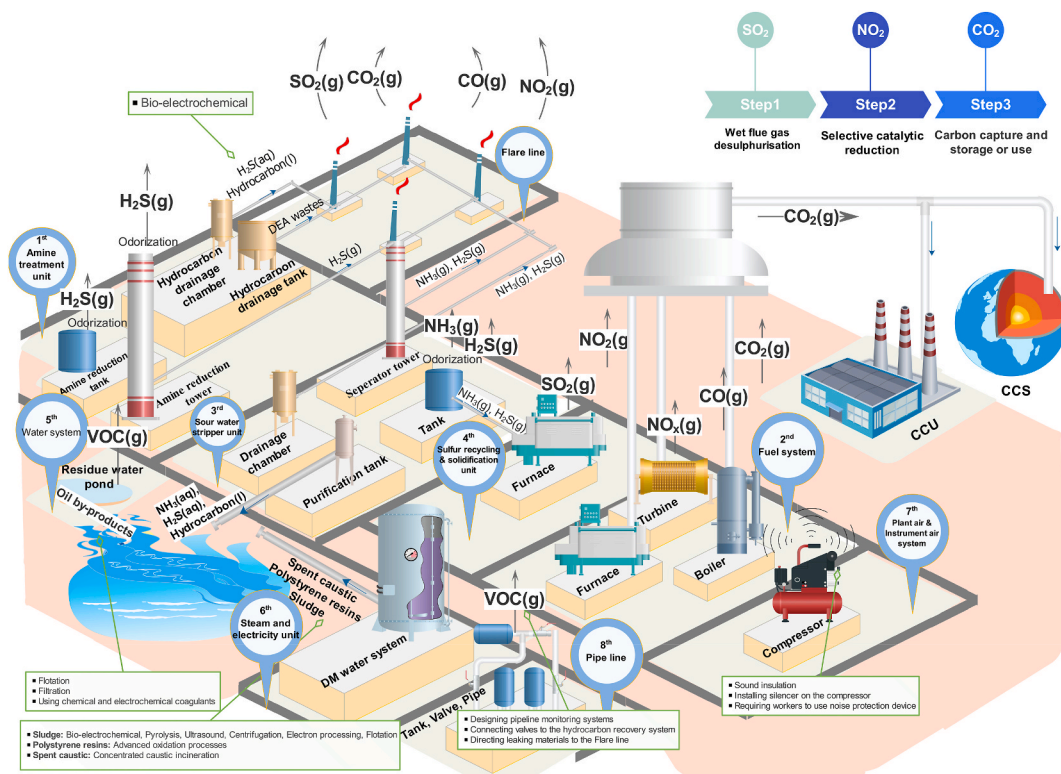 SO2
NO2
CO2
Step1
Step2
Step3
Wet flue gas
desulphurisation
Selective catalytic
reduction
Carbon capture and
storage or use
SO2(g)
CO2(g)
CO(g)
NO2(g)
▪ Bio-electrochemical
Flare line
H2S(aq)
Hydrocarbon(l)
DEA wastes
H2S(g)
Odorization
Hydrocarbon
drainage chamber
Hydrocarbon
drainage tank
H2S(g)
NH3(g), H2S(g)
NH3(g), H2S(g)
CO2(g)
1st
Amine
treatment
unit
H2S(g)
Odorization
Amine reduction
tank
Amine reduction
tower
Seperator tower
NH3(g)
H2S(g)
Odorization
Tank
NH3(g), H2S(g)
SO2(g)
NO2(g
CO2(g)
CO(g)
NOx(g)
CCS
CCU
5th
Water system
VOC(g)
3rd
Sour water
stripper unit
Drainage
chamber
Purification tank
4th
Sulfur recycling
& solidification
unit
Furnace
Turbine
2nd
Fuel system
Residue water
pond
Oil by-products
NH3(aq),
H2S(aq),
Hydrocarbon(l)
Furnace
Boiler
7th
Plant air &
Instrument air
system
Compressor
Spent caustic
Polystyrene resins
Sludge
6th
Steam and
electricity unit
DM water system
VOC(g)
8th
Pipe line
Tank, Valve, Pipe
▪ Flotation
▪ Filtration
▪ Using chemical and electrochemical coagulants
▪ Sound insulation
▪ Installing silencer on the compressor
▪ Requiring workers to use noise protection device
▪ Designing pipeline monitoring systems
▪ Connecting valves to the hydrocarbon recovery system
▪ Directing leaking materials to the Flare line
▪ Sludge: Bio-electrochemical, Pyrolysis, Ultrasound, Centrifugation, Electron processing, Flotation
▪ Polystyrene resins: Advanced oxidation processes
▪ Spent caustic: Concentrated caustic incineration